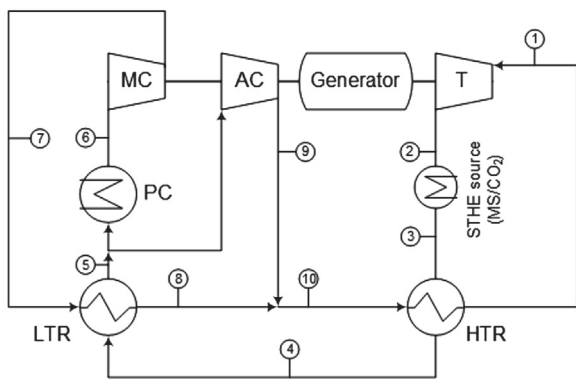 1
MC
AC
Generator
T
7
6
9
2
PC
STHE source
(MS/CO₂)
3
5
8
10
LTR
HTR
4